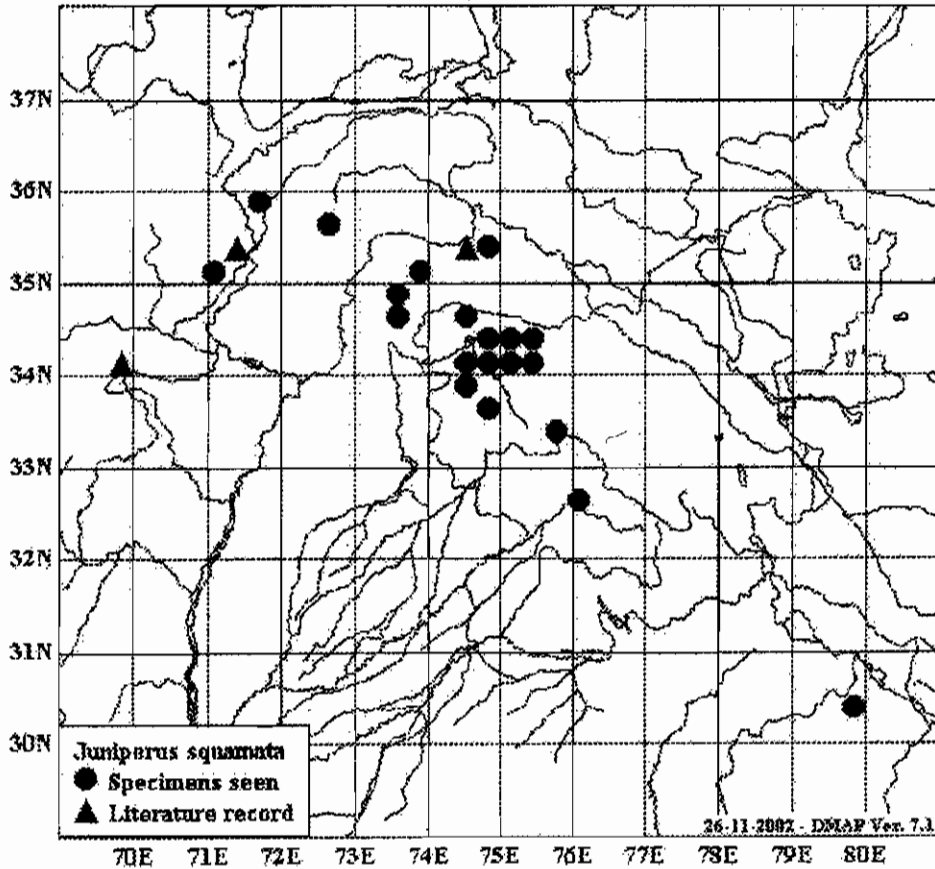 37N
36N
35N
34N
33N
32N
31N
30N
Juniperus squamata
Specimens seen
Literature record
26-11-2002 - DMAP Ver. 7.1
70E 71E 72E 73E 74E 75E 76E 77E 78E 79E 80E